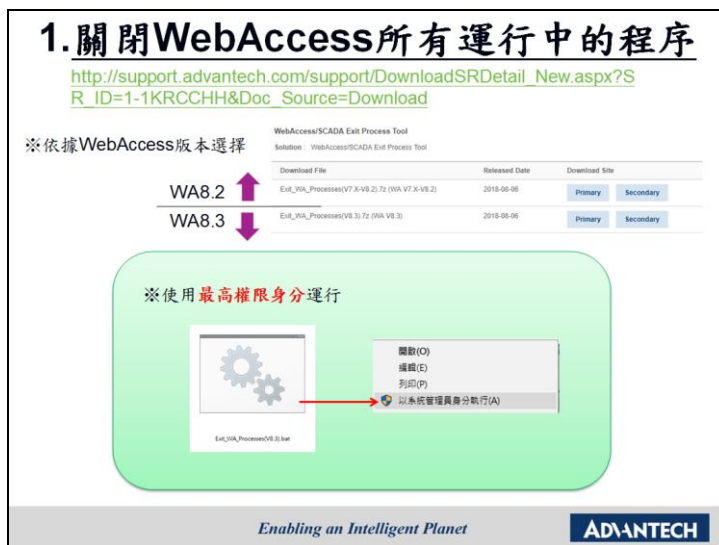 1.關閉WebAccess所有運行中的程序
http://support.advantech.com/support/DownloadSRDetail_New.aspx?S
R_ID=1-1KRCCHH&Doc_Source=Download
※依據WebAccess版本選擇
WebAccess/SCADA Exit Process Tool
Solution : WebAccess/SCADA Exit Process Tool
Download File Released Date Download Site
WA8.2
Exit_WA_Processes(V7.X-V8.2).7z (WA V7.X-V8.2) 2018-08-06 Primary Secondary
WA8.3
Exit_WA_Processes(V8.3).7z (WA V8.3) 2018-08-06 Primary Secondary
※使用最高權限身分運行
開啟(O)
編輯(E)
列印(P)
以系統管理員身分執行(A)
Exit_WA_Processes(V8.3).bat
Enabling an Intelligent Planet
ADVANTECH